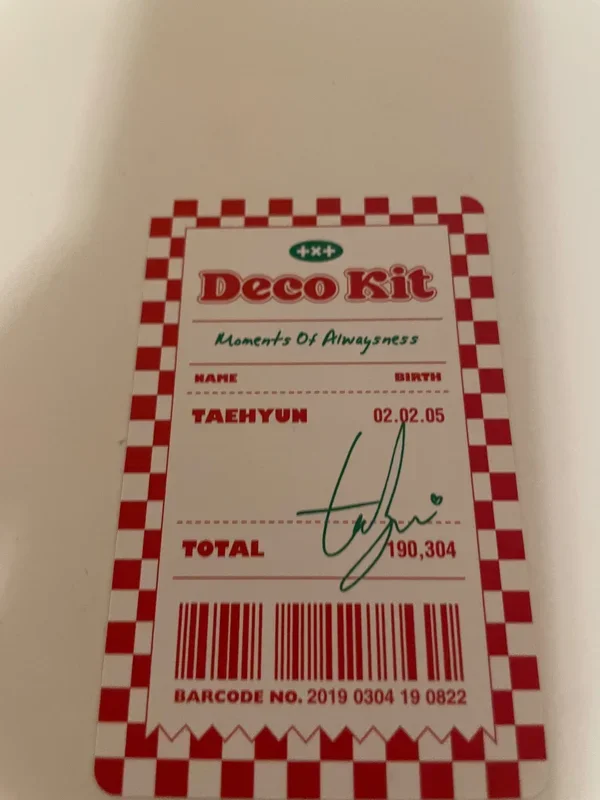 +×+
Deco Kit
Moments Of Alwaysness
NAME BIRTH
TAEHYUN 02.02.05
TOTAL 190,304
BARCODE NO. 2019 0304 19 0822